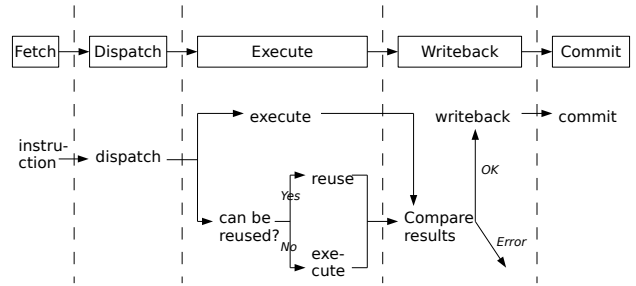 Fetch
Dispatch
Execute
Writeback
Commit
execute
writeback
commit
instru-
ction
dispatch
OK
reuse
Yes
can be
reused?
Compare
results
No
Error
exe-
cute